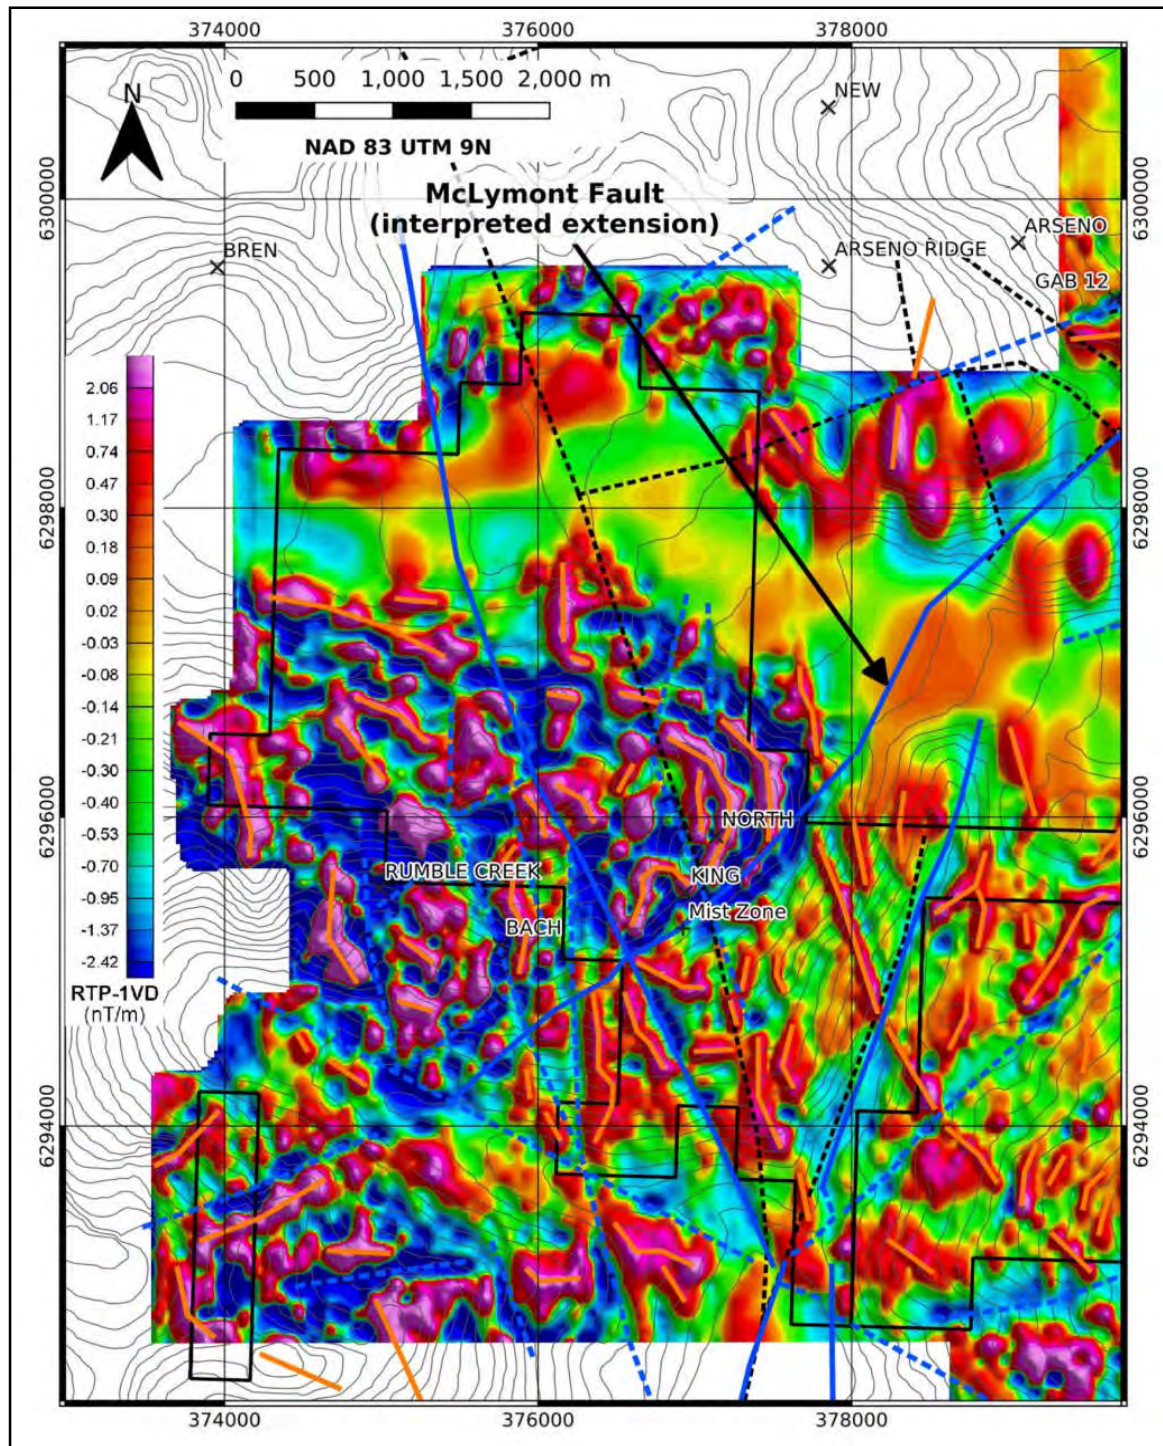 374000 376000 378000
0 500 1,000 1,500 2,000 m
N
NAD 83 UTM 9N
NEW
McLymont Fault
(interpreted extension)
6300000
6300000
BREN
ARSENO RIDGE
ARSENO
GAB 12
2.06
1.17
0.74
0.47
0.30
0.18
0.09
0.02
-0.03
-0.08
-0.14
-0.21
-0.30
-0.40
-0.53
-0.70
-0.95
-1.37
-2.42
RTP-1VD
(nT/m)
6298000
6298000
6296000
6296000
NORTH
RUMBLE CREEK
KING
BACH
Mist Zone
6294000
6294000
374000 376000 378000